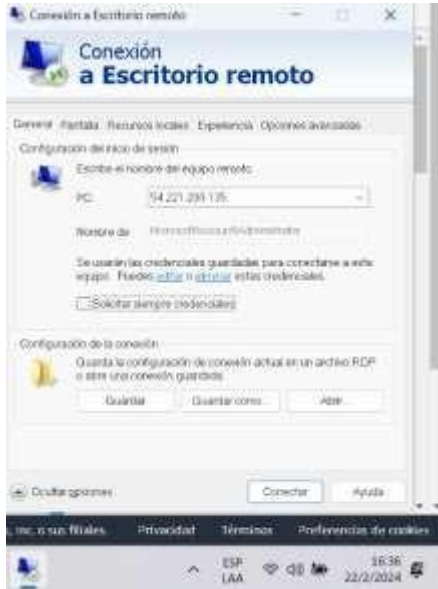 Conexión a Escritorio remoto
Conexión
a Escritorio remoto
General Pantalla Recursos locales Experiencia Opciones avanzadas
Configuración del inicio de sesión
Escribe el nombre del equipo remoto.
PC:
Nombre de
Se usarán las credenciales guardadas para conectarse a este
equipo. Puedes editar o eliminar estas credenciales.
Solicitar siempre credenciales
Configuración de la conexión
Guarda la configuración de conexión actual en un archivo RDP
o abre una conexión guardada.
Guardar Guardar como... Abrir...
Ocultar opciones Conectar Ayuda
Inc. o sus filiales. Privacidad Términos Preferencias de cookies
ESP 16:36
LAA 22/2/2024